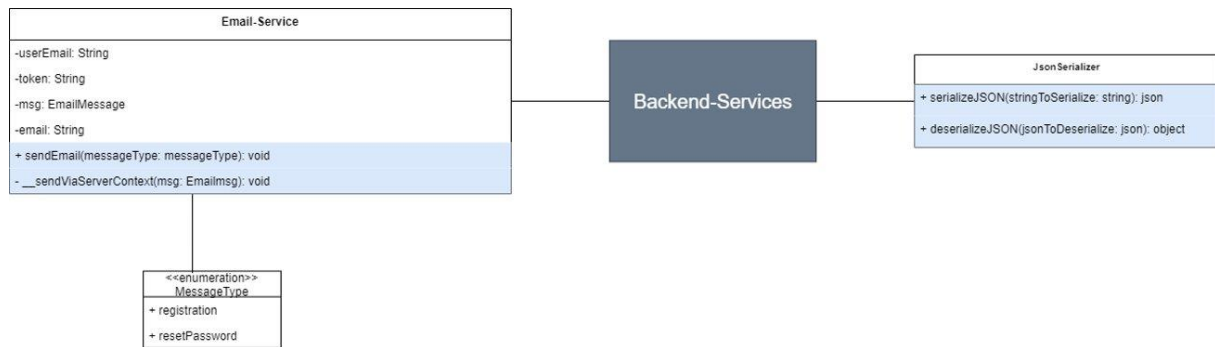 Email-Service
-userEmail: String
-token: String
-msg: EmailMessage
-email: String
+ sendEmail(messageType: messageType): void
- __sendViaServerContext(msg: Emailmsg): void
<<enumeration>>
MessageType
+ registration
+ resetPassword
Backend-Services
JsonSerializer
+ serializeJSON(stringToSerialize: string): json
+ deserializeJSON(jsonToDeserialize: json): object